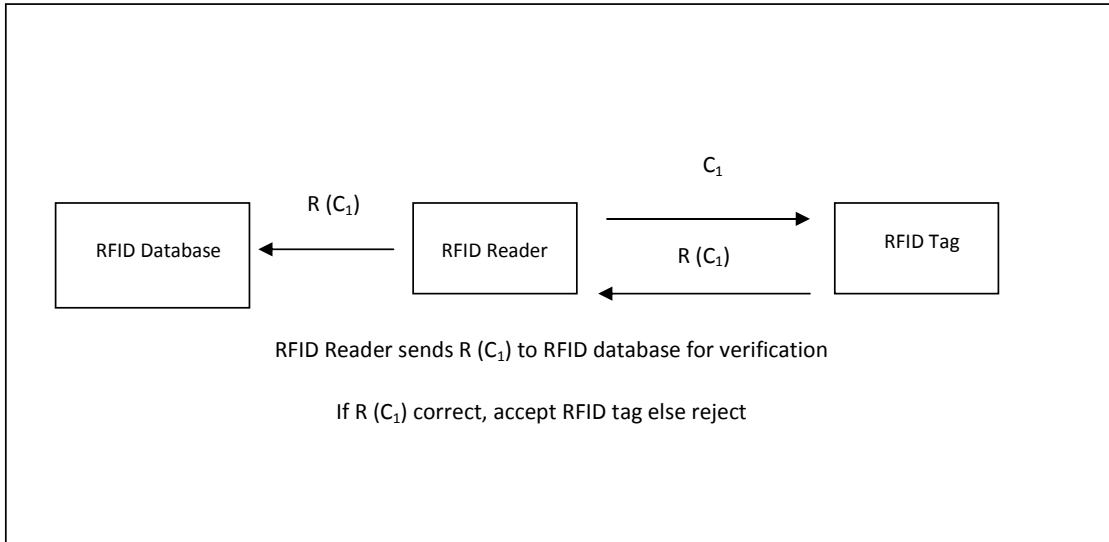 C₁
R (C₁)
RFID Database
RFID Reader
RFID Tag
R (C₁)
RFID Reader sends R (C₁) to RFID database for verification
If R (C₁) correct, accept RFID tag else reject